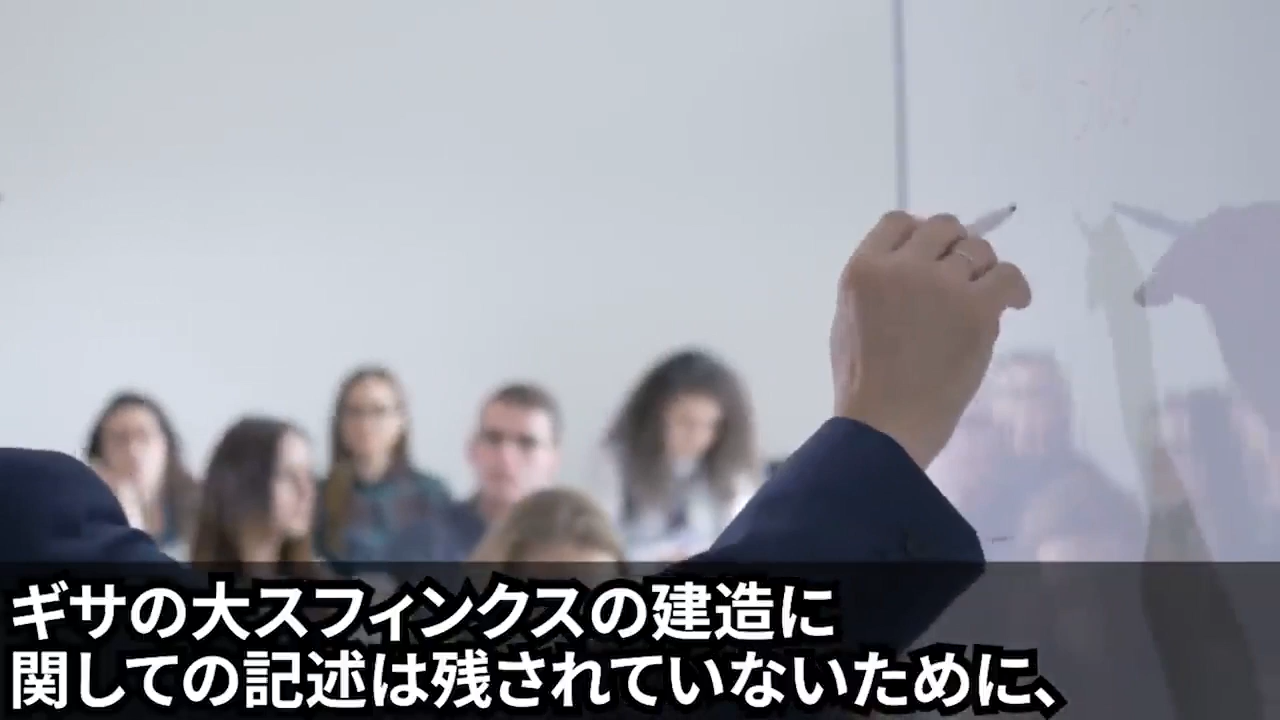 ギザの大スフィンクスの建造に
関しての記述は残されていないために、